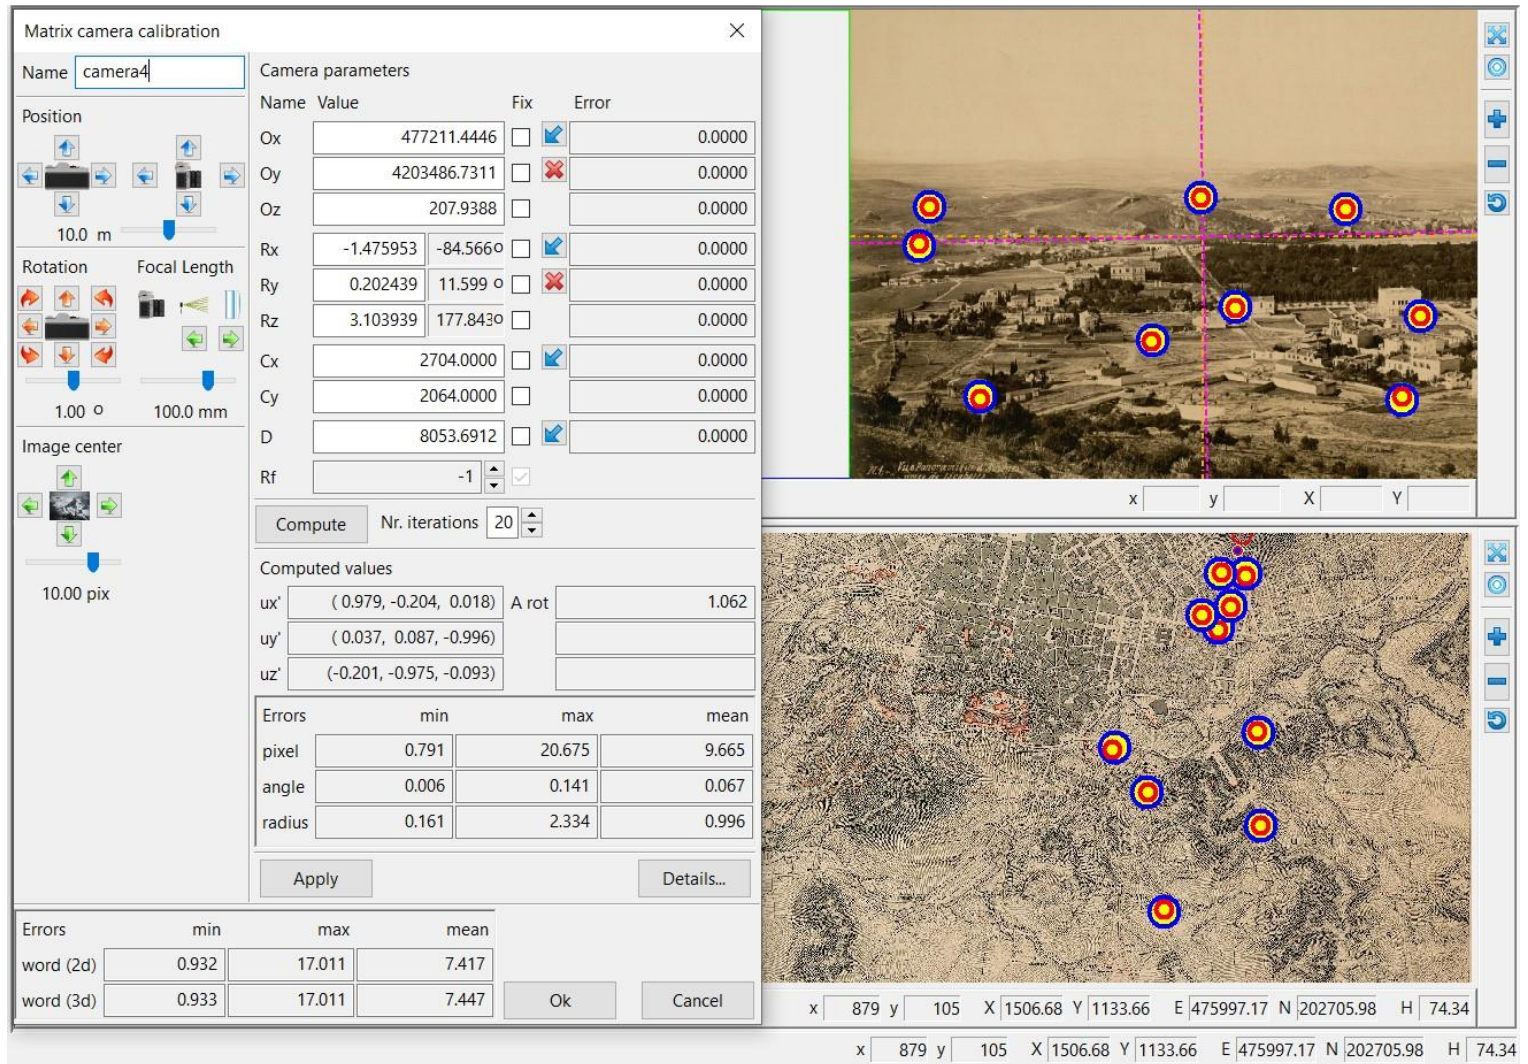 Matrix camera calibration
Name camera4
Camera parameters
Name Value Fix Error
Position
Ox 477211.4446 0.0000
Oy 4203486.7311 0.0000
Oz 207.9388 0.0000
10.0 m
Rx -1.475953 -84.566o 0.0000
Rotation Focal Length
Ry 0.202439 11.599 o 0.0000
Rz 3.103939 177.843o 0.0000
Cx 2704.0000 0.0000
Cy 2064.0000 0.0000
1.00 o 100.0 mm
D 8053.6912 0.0000
Image center
Rf -1
Compute Nr. iterations 20
Computed values
10.00 pix
ux' ( 0.979, -0.204, 0.018) A rot 1.062
uy' ( 0.037, 0.087, -0.996)
uz' (-0.201, -0.975, -0.093)
Errors min max mean
pixel 0.791 20.675 9.665
angle 0.006 0.141 0.067
radius 0.161 2.334 0.996
Apply Details...
Errors min max mean
word (2d) 0.932 17.011 7.417
word (3d) 0.933 17.011 7.447
Ok Cancel
x y X Y
x 879 y 105 X 1506.68 Y 1133.66 E 475997.17 N 202705.98 H 74.34
x 879 y 105 X 1506.68 Y 1133.66 E 475997.17 N 202705.98 H 74.34